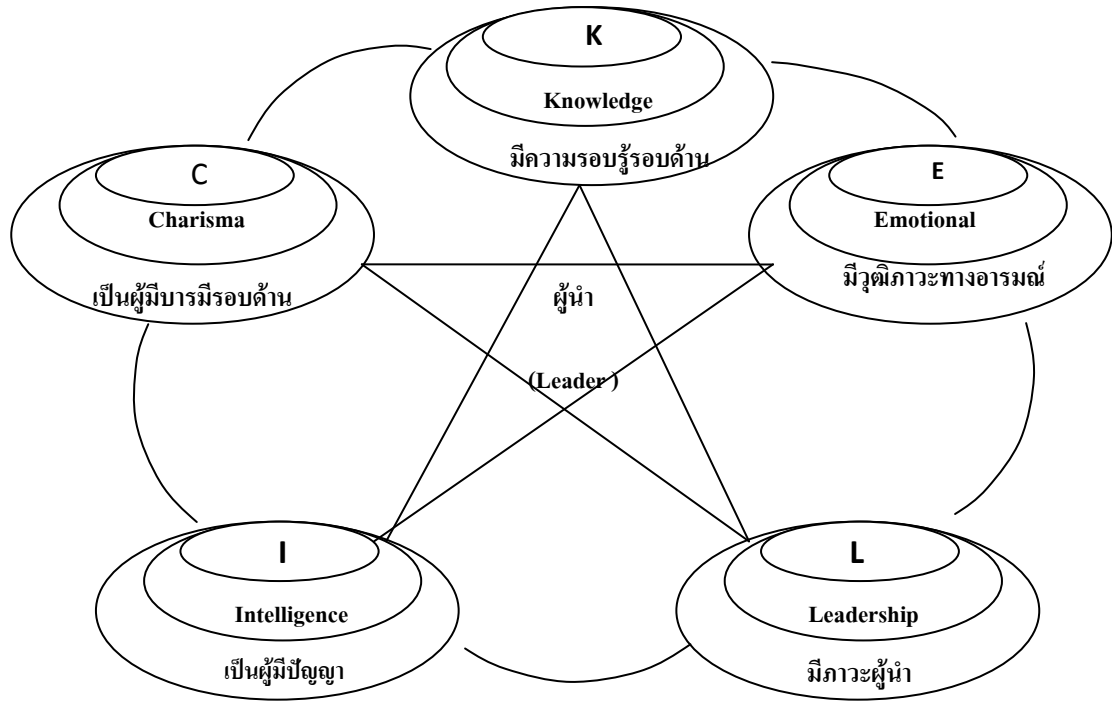 K
Knowledge
มีความรอบรู้รอบด้าน
C
Charisma
เป็นผู้มีบารมีรอบด้าน
E
Emotional
มีวุฒิภาวะทางอารมณ์
ผู้นำ
(Leader )
I
Intelligence
เป็นผู้มีปัญญา
L
Leadership
มีภาวะผู้นำ